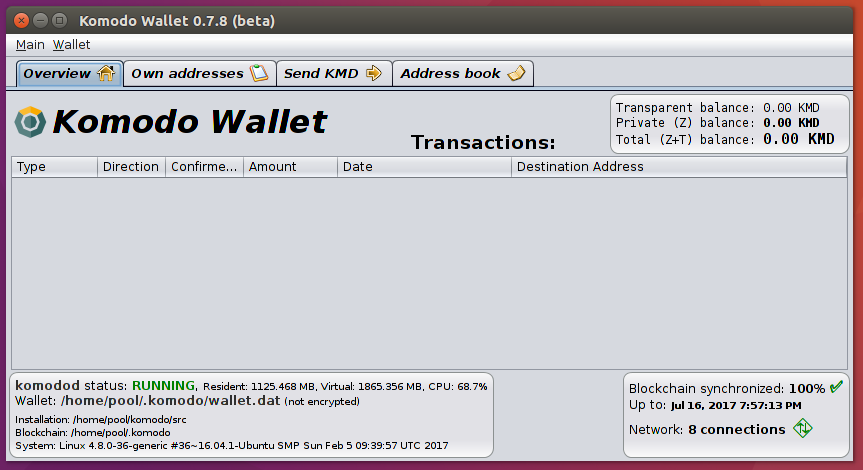 Komodo Wallet 0.7.8 (beta)
Main Wallet
Overview Own addresses Send KMD Address book
Komodo Wallet
Transactions:
Transparent balance: 0.00 KMD
Private (Z) balance: 0.00 KMD
Total (Z+T) balance: 0.00 KMD
Type Direction Confirme... Amount Date Destination Address
komodod status: RUNNING, Resident: 1125.468 MB, Virtual: 1865.356 MB, CPU: 68.7%
Wallet: /home/pool/.komodo/wallet.dat (not encrypted)
Installation: /home/pool/komodo/src
Blockchain: /home/pool/.komodo
System: Linux 4.8.0-36-generic #36~16.04.1-Ubuntu SMP Sun Feb 5 09:39:57 UTC 2017
Blockchain synchronized: 100%
Up to: Jul 16, 2017 7:57:13 PM
Network: 8 connections